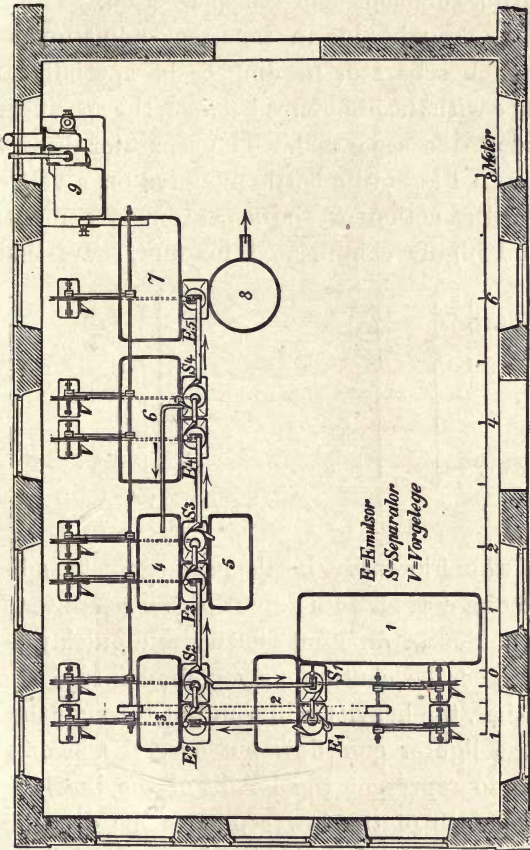 V V V V V V V
9
3 4 6 7
E2 S2 E3 S3 E4 S4 E5
2 5 8
E1 S1
1
E=Emulsor
S=Separator
V=Vorgelege
V V
1 0 1 2 4 6 8 Meter